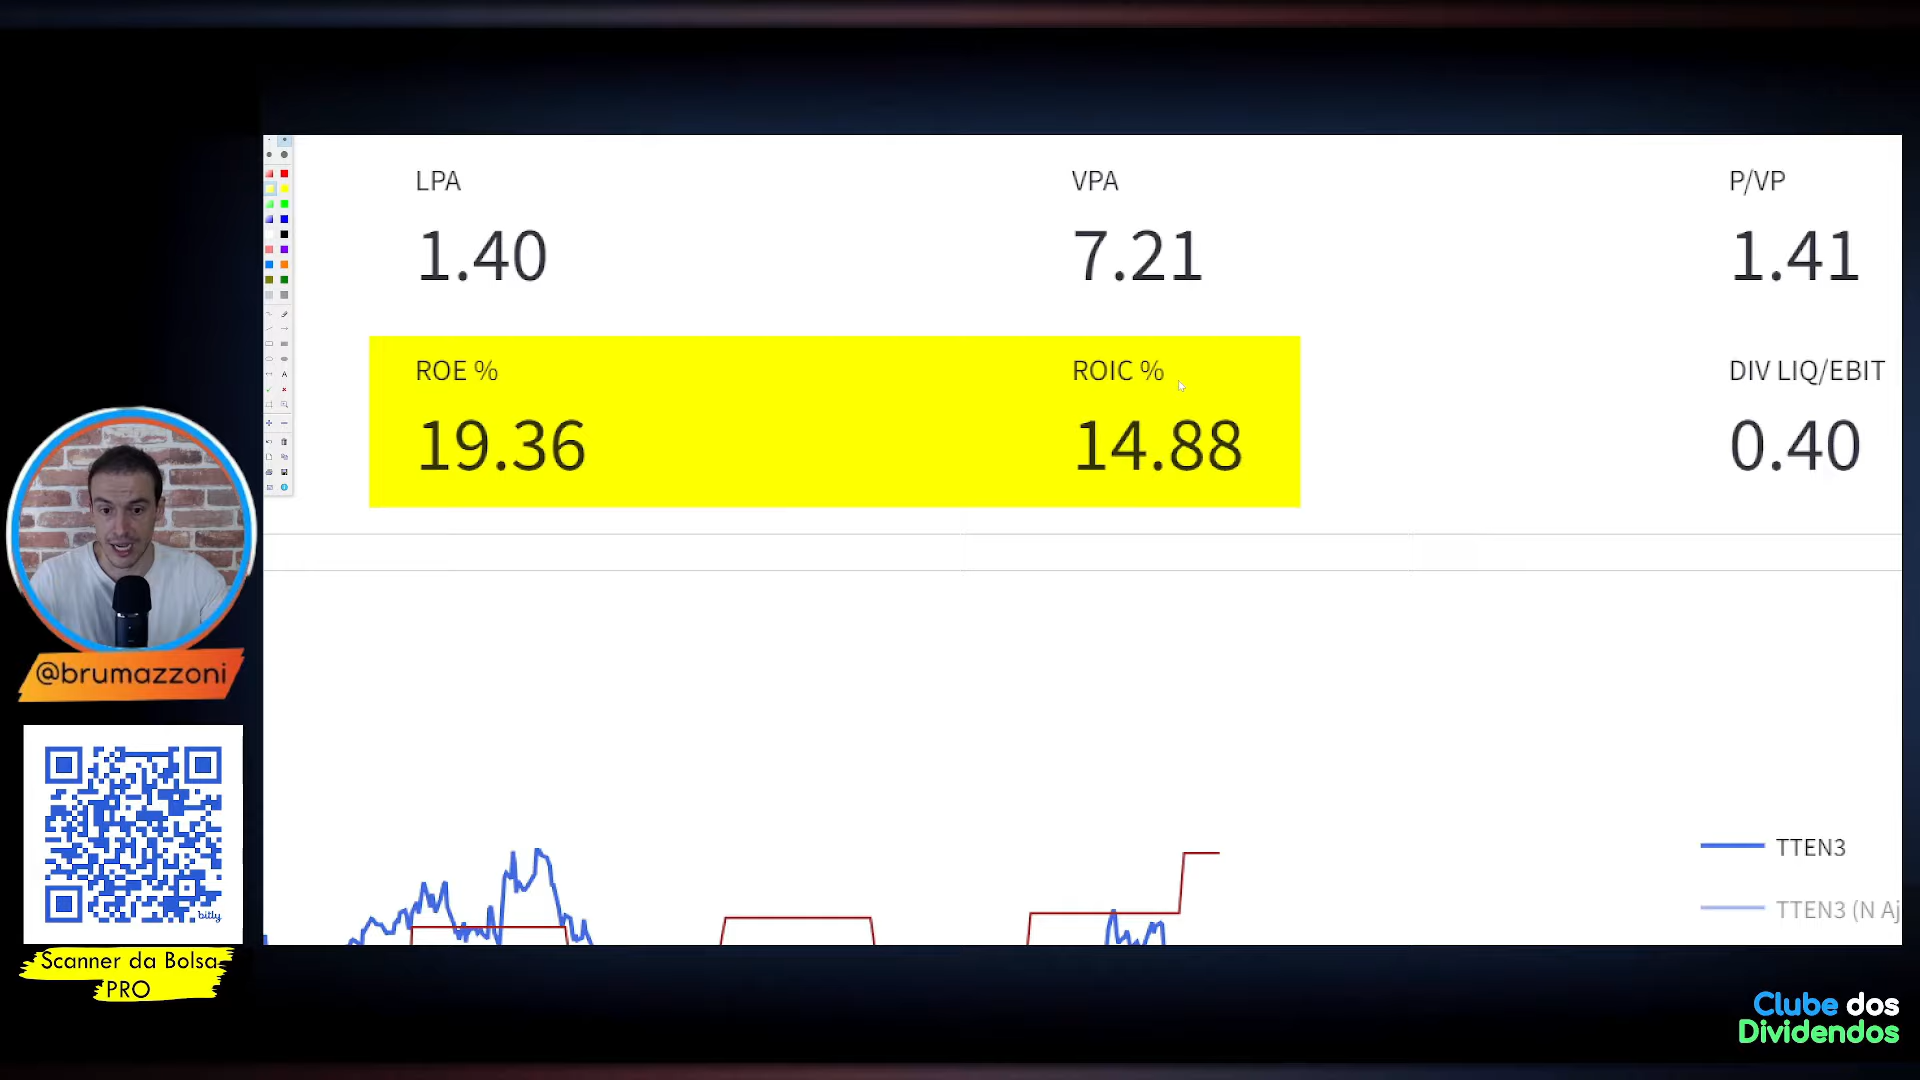 LPA
1.40
VPA
7.21
P/VP
1.41
ROE %
19.36
ROIC %
14.88
DIV LIQ/EBIT
0.40
TTEN3
TTEN3 (N Aj
@brumazzoni
bitly
Scanner da Bolsa
PRO
Clube dos
Dividendos